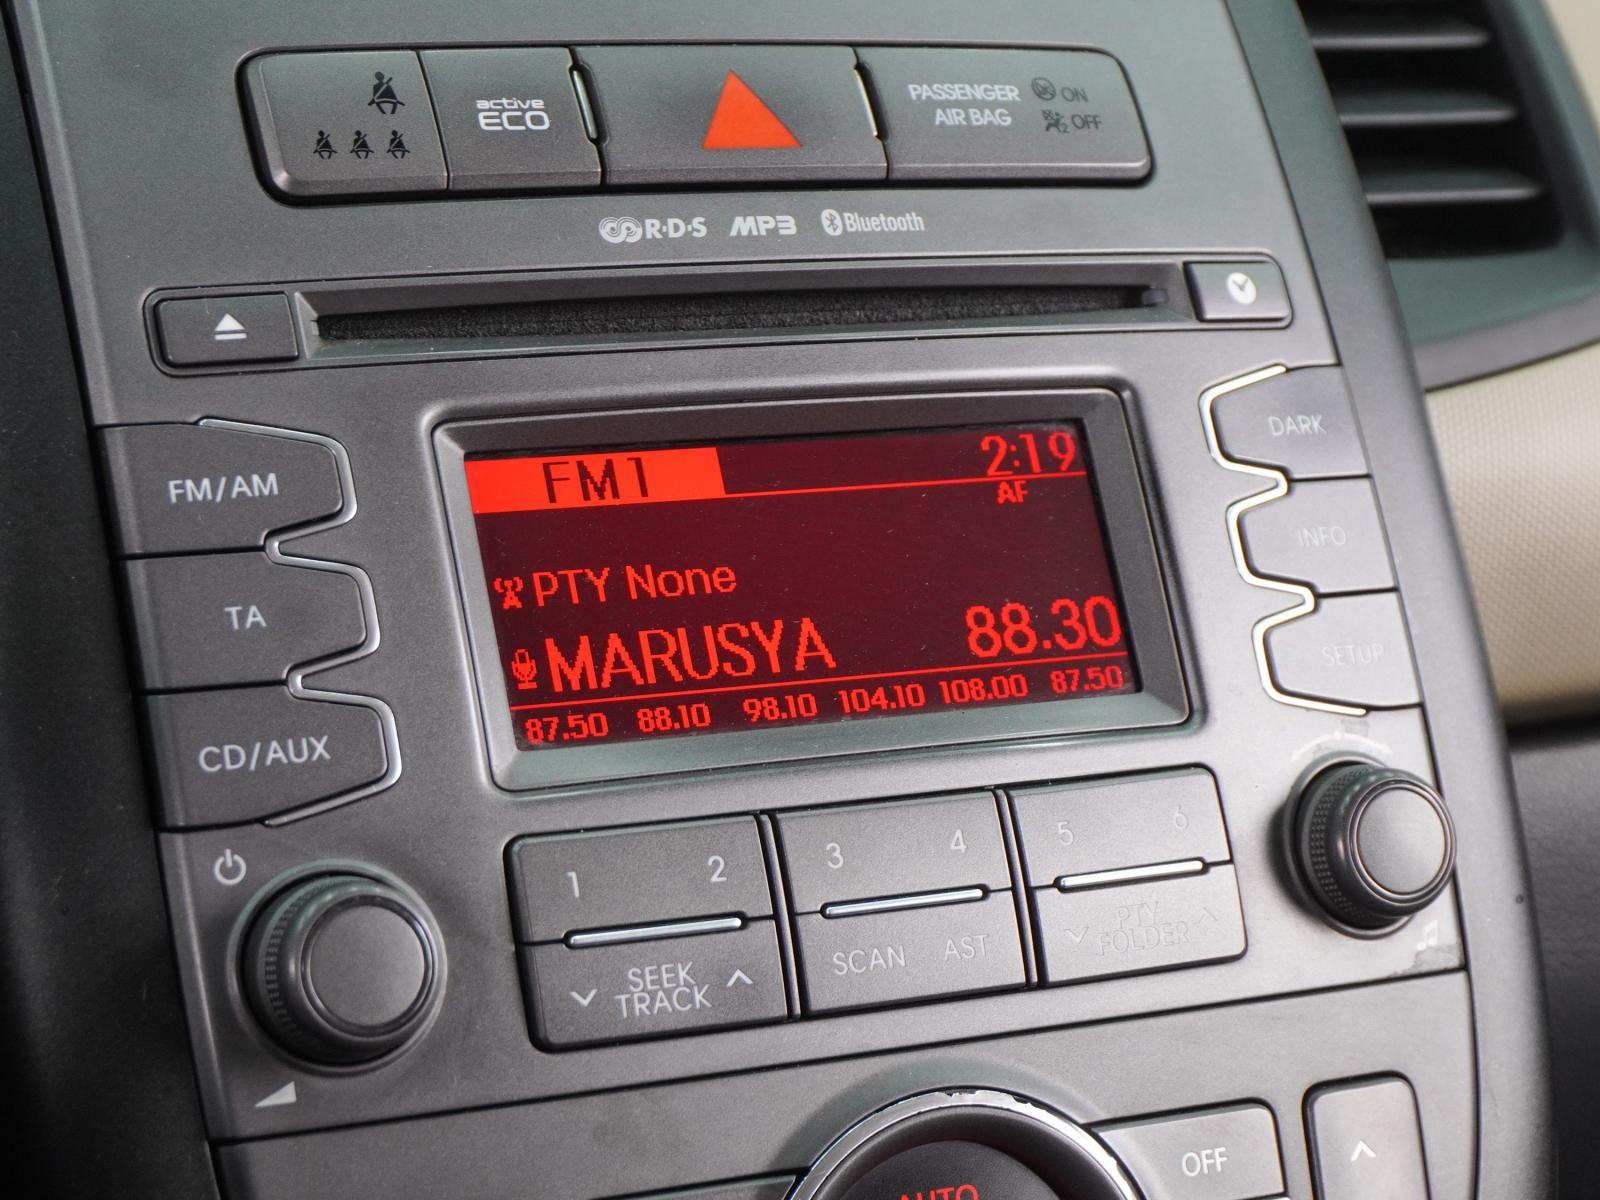 active
ECO
PASSENGER
AIR BAG
ON
OFF
R·D·S MP3 Bluetooth
FM1 2:19
AF
PTY None
MARUSYA 88.30
87.50 88.10 98.10 104.10 108.00 87.50
FM/AM
TA
CD/AUX
DARK
INFO
SETUP
1 2 3 4 5 6
SEEK
TRACK
SCAN AST
PTY
FOLDER
OFF
AUTO